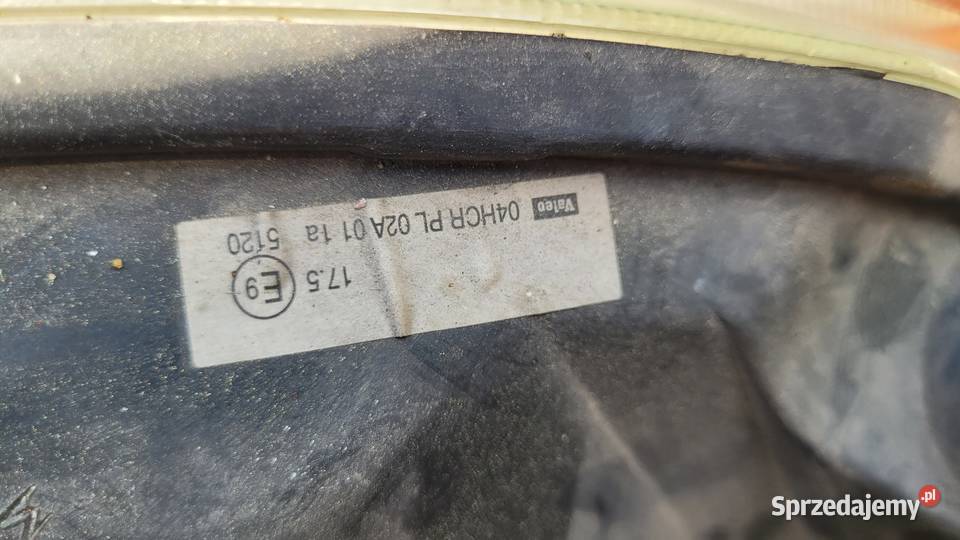 Valeo
04HCR PL 02A 01 1a 5120
17.5 E9
Sprzedajemy.pl